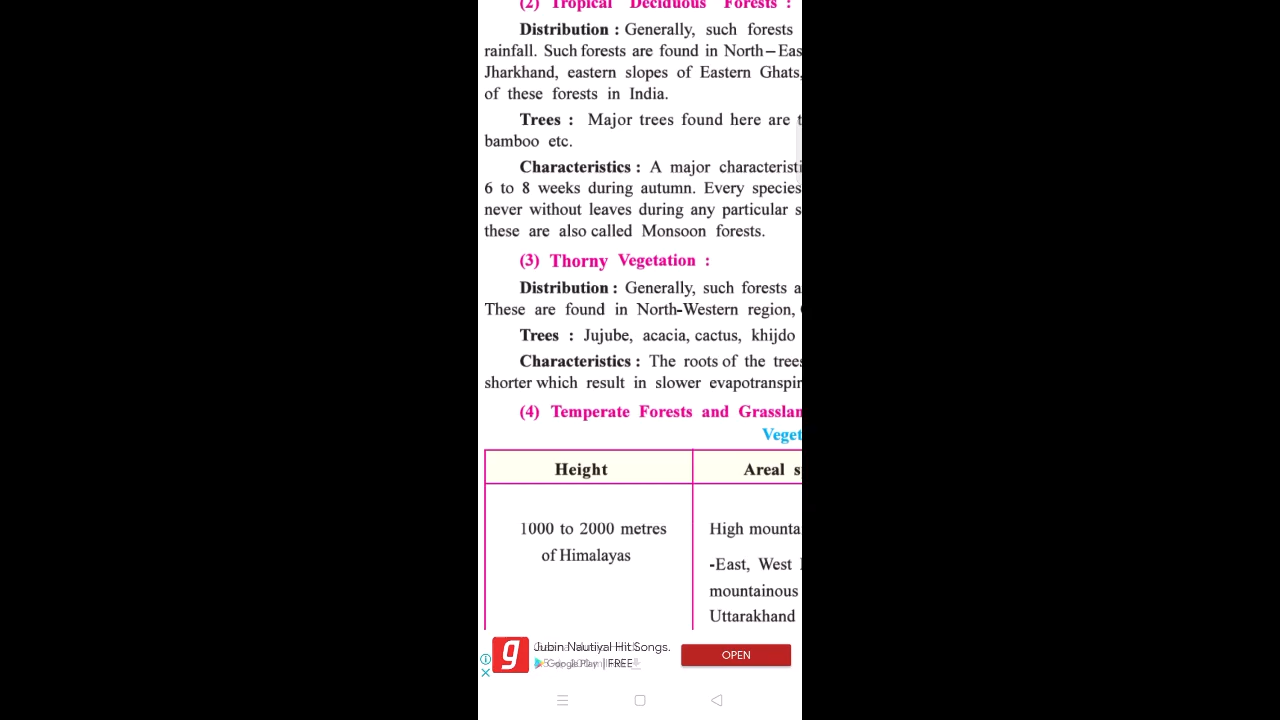 (2) Tropical Deciduous Forests :
Distribution : Generally, such forests
rainfall. Such forests are found in North–Eas
Jharkhand, eastern slopes of Eastern Ghats,
of these forests in India.
Trees : Major trees found here are t
bamboo etc.
Characteristics : A major characteristi
6 to 8 weeks during autumn. Every species
never without leaves during any particular s
these are also called Monsoon forests.
(3) Thorny Vegetation :
Distribution : Generally, such forests a
These are found in North-Western region,
Trees : Jujube, acacia, cactus, khijdo
Characteristics : The roots of the trees
shorter which result in slower evapotranspir
(4) Temperate Forests and Grasslan
Veget
Height Areal s
1000 to 2000 metres High mounta
of Himalayas
-East, West
mountainous
Uttarakhand
g Jubin Nautiyal Hit Songs.
Google Play | FREE
OPEN